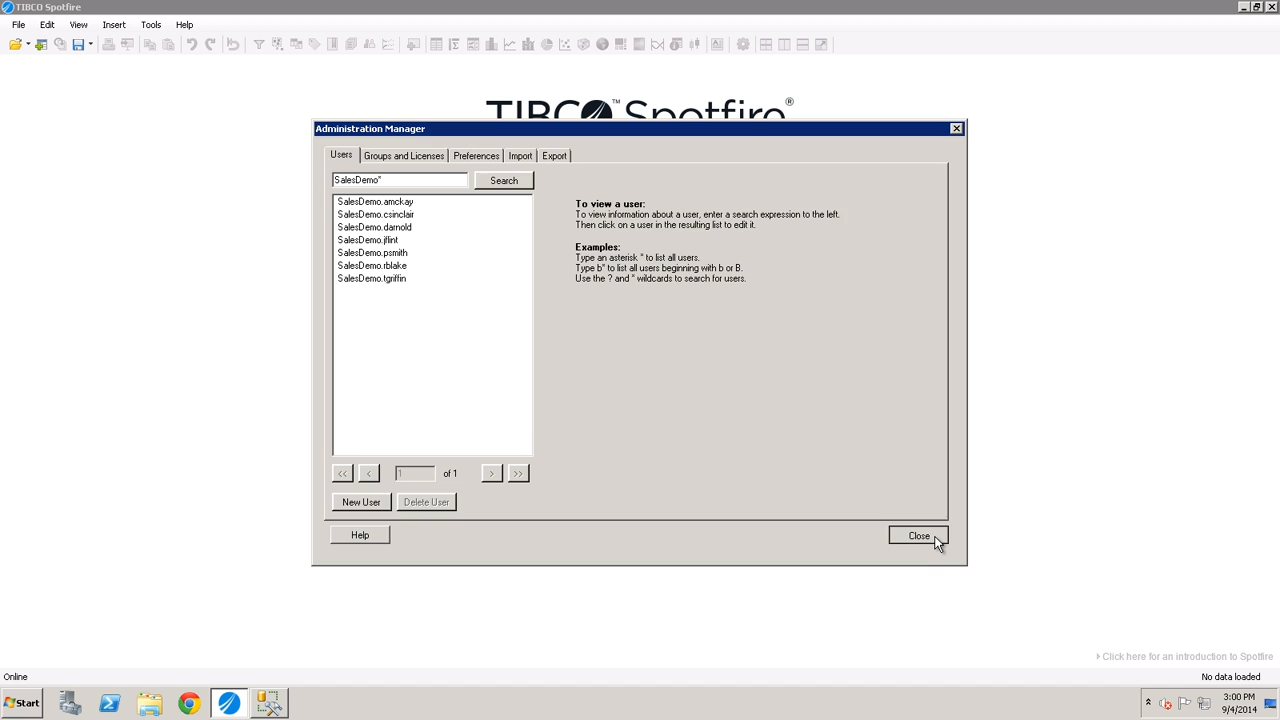 TIBCO Spotfire
File Edit View Insert Tools Help
TIBCO™ Spotfire®
Administration Manager
Users Groups and Licenses Preferences Import Export
SalesDemo* Search
SalesDemo.amckay
SalesDemo.csinclair
SalesDemo.darnold
SalesDemo.jflint
SalesDemo.psmith
SalesDemo.rblake
SalesDemo.tgriffin
To view a user:
To view information about a user, enter a search expression to the left.
Then click on a user in the resulting list to edit it.
Examples:
Type an asterisk * to list all users.
Type b* to list all users beginning with b or B.
Use the ? and * wildcards to search for users.
<< < 1 of 1 > >>
New User Delete User
Help Close
Click here for an introduction to Spotfire
Online No data loaded
Start 3:00 PM
9/4/2014